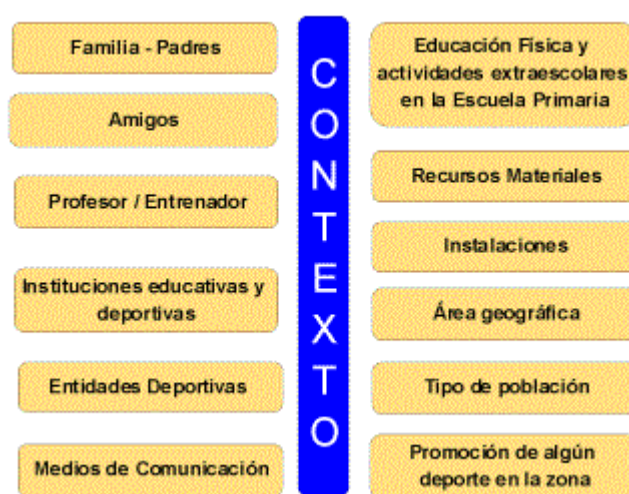 Familia - Padres
Amigos
Profesor / Entrenador
Instituciones educativas y
deportivas
Entidades Deportivas
Medios de Comunicación
CONTEXTO
Educación Física y
actividades extraescolares
en la Escuela Primaria
Recursos Materiales
Instalaciones
Área geográfica
Tipo de población
Promoción de algún
deporte en la zona